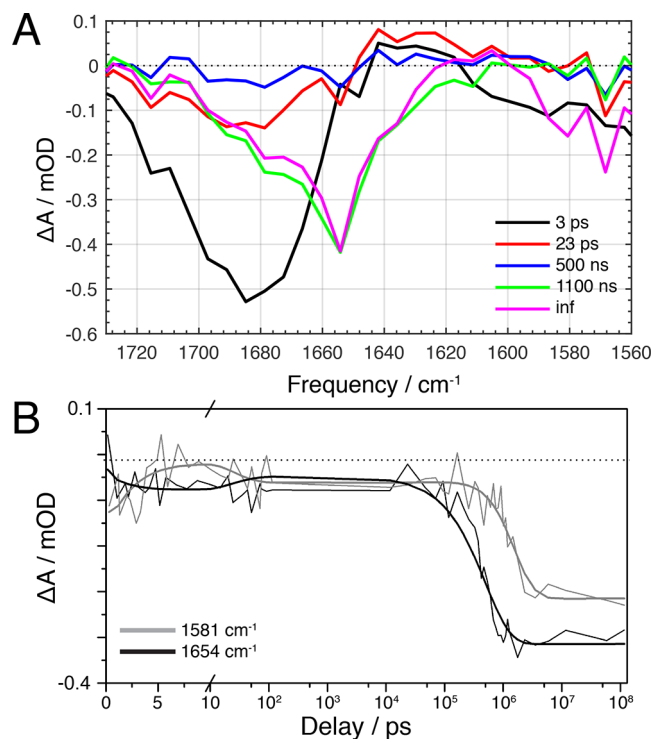 A
0.1
0
-0.1
-0.2
-0.3
-0.4
-0.5
-0.6
ΔA / mOD
3 ps
23 ps
500 ns
1100 ns
inf
1720 1700 1680 1660 1640 1620 1600 1580 1560
Frequency / cm⁻¹
B
0.1
-0.4
ΔA / mOD
1581 cm⁻¹
1654 cm⁻¹
0 5 10 10² 10³ 10⁴ 10⁵ 10⁶ 10⁷ 10⁸
Delay / ps